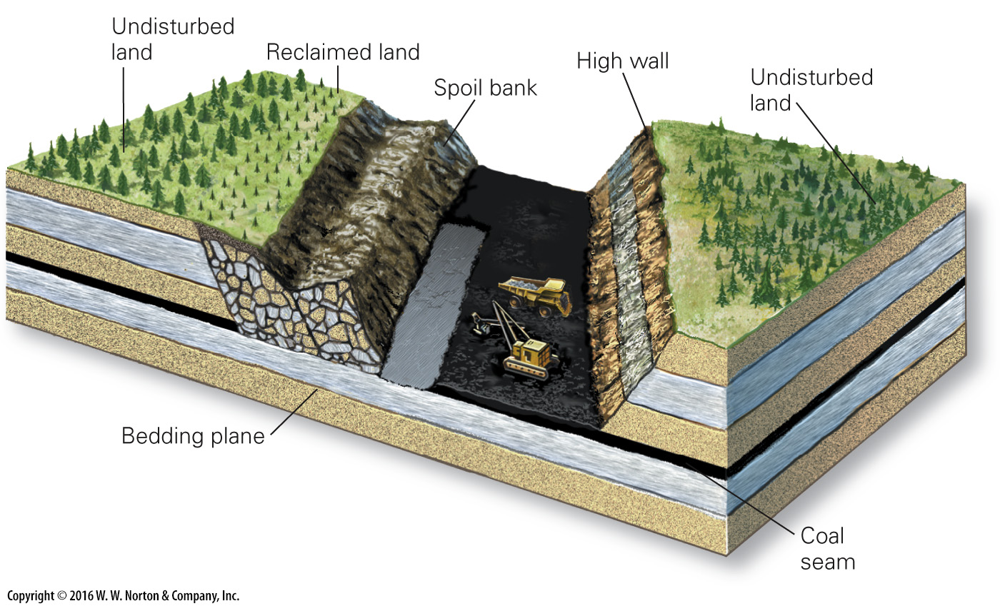 Undisturbed
land
Reclaimed land
Spoil bank
High wall
Undisturbed
land
Bedding plane
Coal
seam
Copyright © 2016 W. W. Norton & Company, Inc.